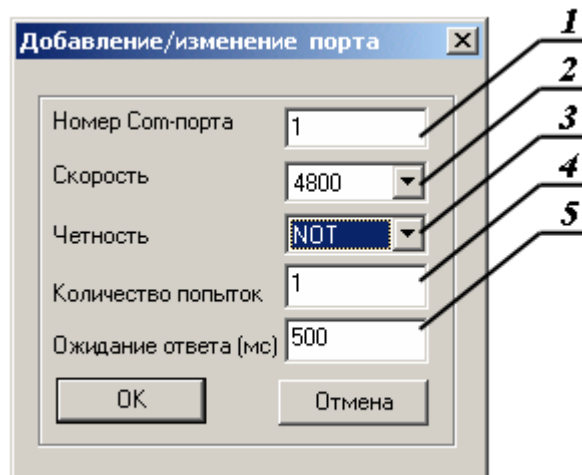 Добавление/изменение порта
1
Номер Com-порта 1
2
Скорость 4800
3
Четность NOT
4
Количество попыток 1
5
Ожидание ответа (мс) 500
OK Отмена